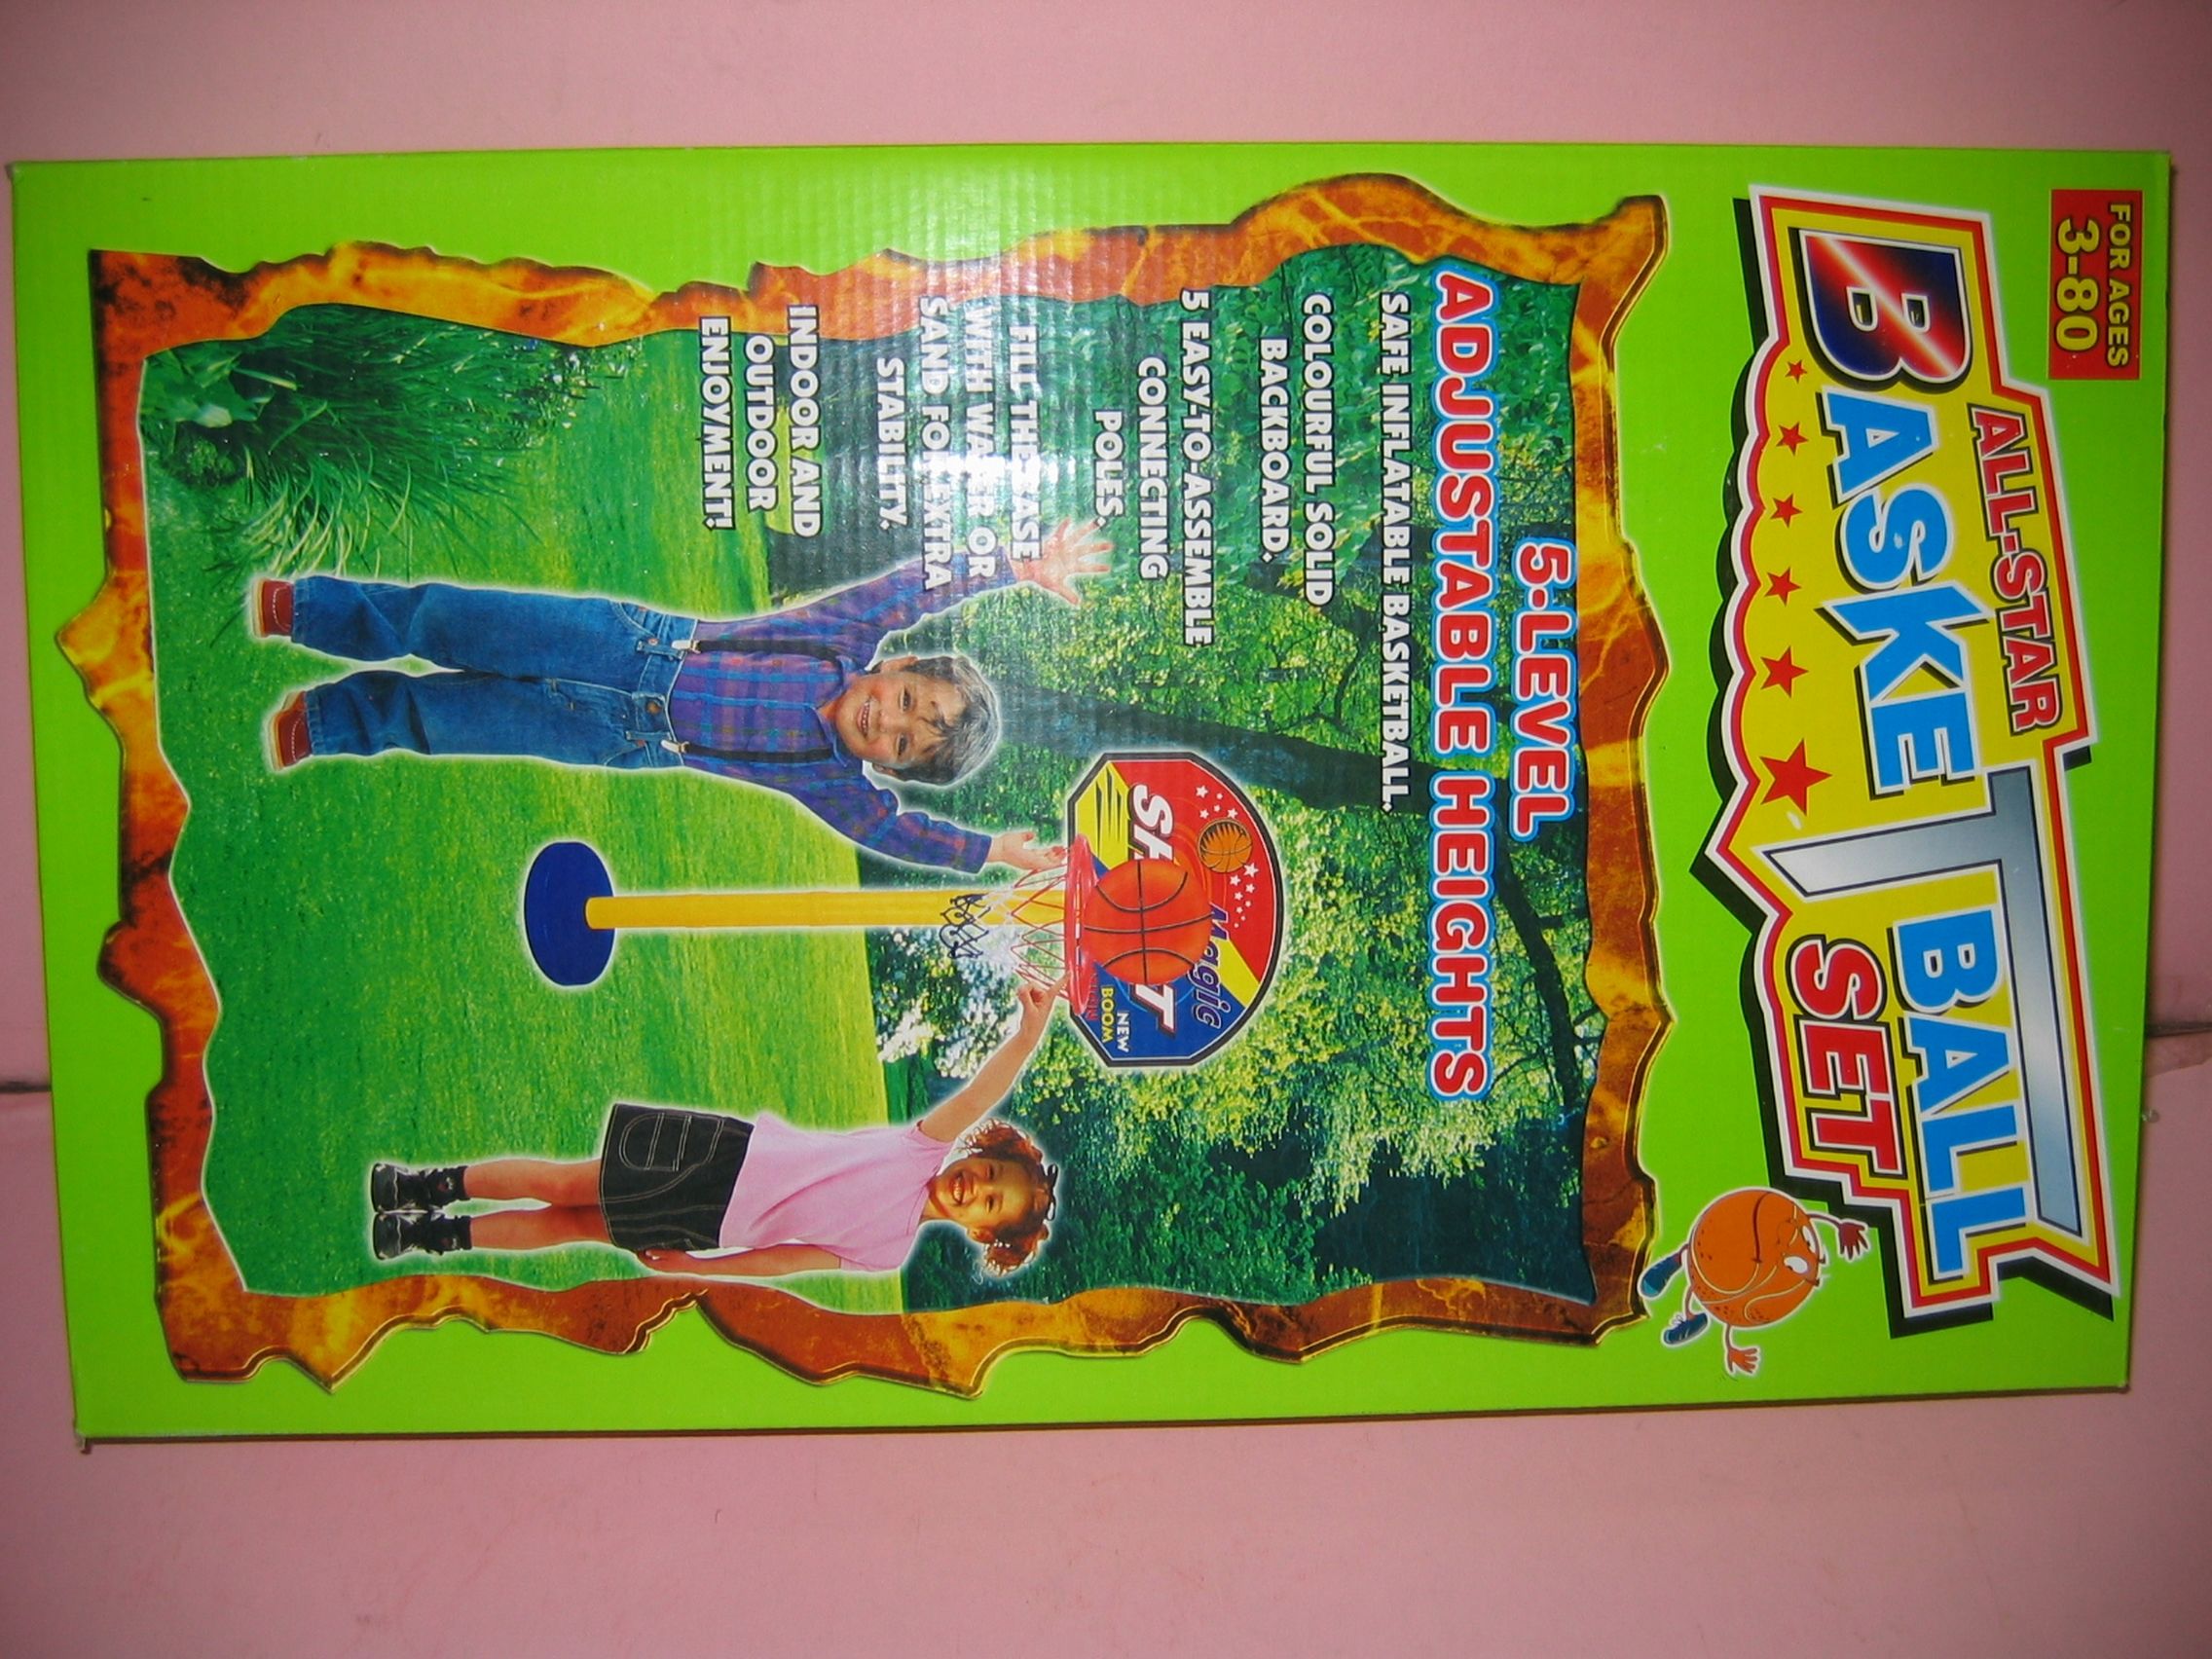 FOR AGES
3-80
ALL-STAR
BASKETBALL
SET
5-LEVEL
ADJUSTABLE HEIGHTS
SAFE INFLATABLE BASKETBALL.
COLOURFUL SOLID
BACKBOARD.
5 EASY-TO-ASSEMBLE
CONNECTING
POLES.
FILL THE BASE
WITH WATER OR
SAND FOR EXTRA
STABILITY.
INDOOR AND
OUTDOOR
ENJOYMENT!
Magic
NEW
BOOM